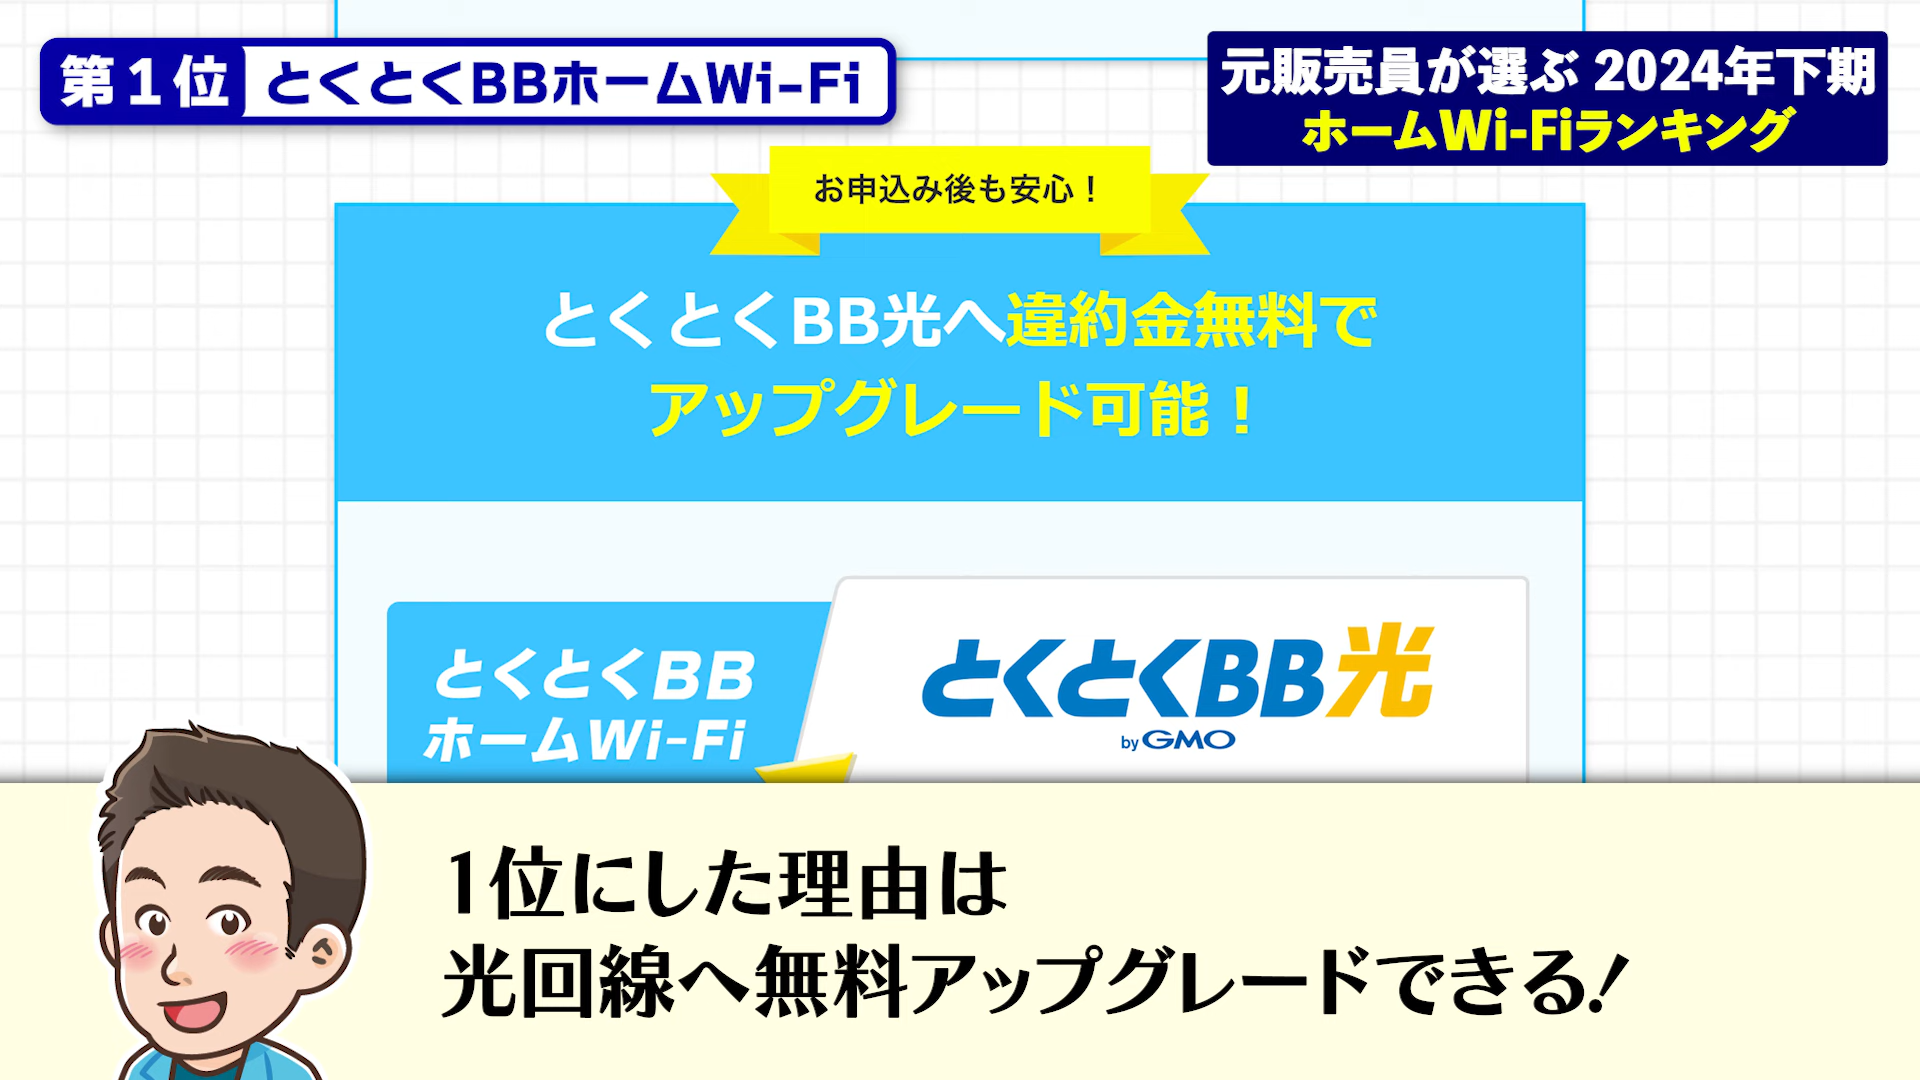 第1位 とくとくBBホームWi-Fi
元販売員が選ぶ 2024年下期
ホームWi-Fiランキング
お申込み後も安心！
とくとくBB光へ違約金無料で
アップグレード可能！
とくとくBB
ホームWi-Fi
とくとくBB光
by GMO
1位にした理由は
光回線へ無料アップグレードできる!